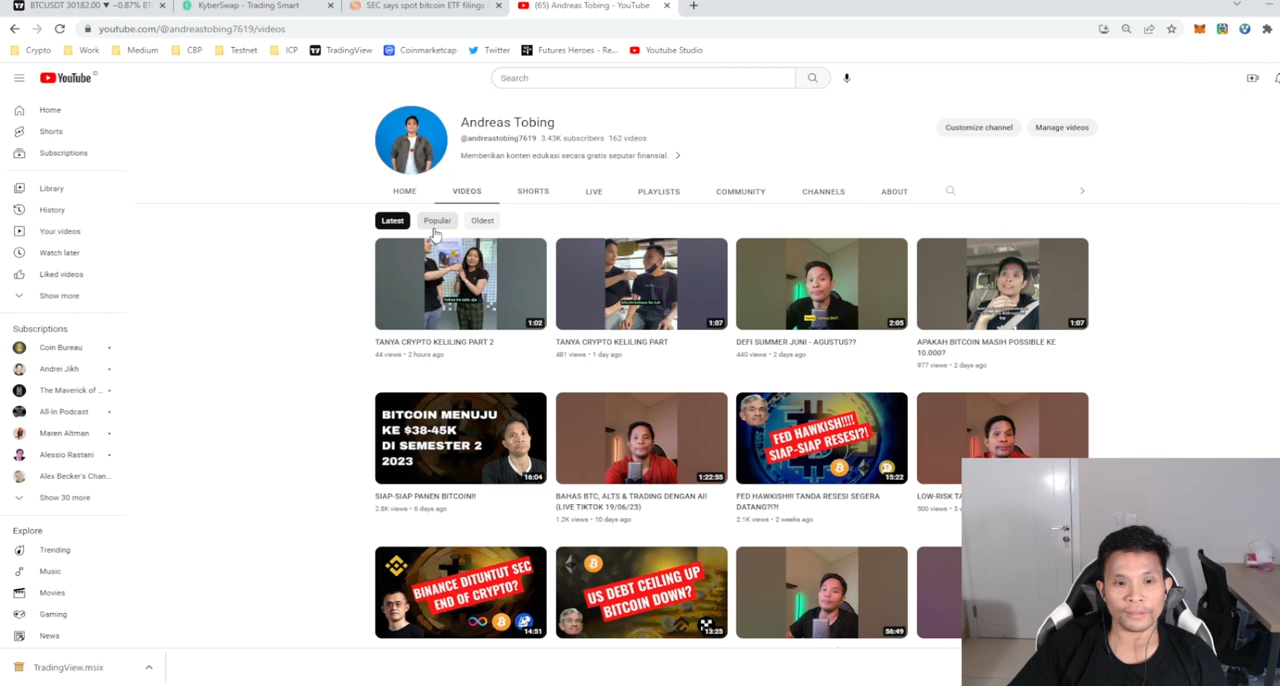 BTCUSDT 30182.00 ▼ −0.87% BT
KyberSwap - Trading Smart
SEC says spot bitcoin ETF filings
(65) Andreas Tobing - YouTube
youtube.com/@andreastobing7619/videos
Crypto
Work
Medium
CBP
Testnet
ICP
TradingView
Coinmarketcap
Twitter
Futures Heroes - Re...
Youtube Studio
YouTube
Search
Home
Shorts
Subscriptions
Library
History
Your videos
Watch later
Liked videos
Show more
Subscriptions
Coin Bureau
Andrei Jikh
The Maverick of ...
All-In Podcast
Maren Altman
Alessio Rastani
Alex Becker's Chan...
Show 30 more
Explore
Trending
Music
Movies
Gaming
News
Andreas Tobing
@andreastobing7619 3.43K subscribers 162 videos
Memberikan konten edukasi secara gratis seputar finansial.
Customize channel
Manage videos
HOME
VIDEOS
SHORTS
LIVE
PLAYLISTS
COMMUNITY
CHANNELS
ABOUT
Latest
Popular
Oldest
1:02
TANYA CRYPTO KELILING PART 2
44 views • 2 hours ago
1:07
TANYA CRYPTO KELILING PART
481 views • 1 day ago
2:05
DEFI SUMMER JUNI - AGUSTUS??
440 views • 2 days ago
1:07
APAKAH BITCOIN MASIH POSSIBLE KE
10.000?
977 views • 2 days ago
BITCOIN MENUJU
KE $38-45K
DI SEMESTER 2
2023
16:04
SIAP-SIAP PANEN BITCOIN!!
2.8K views • 6 days ago
1:22:55
BAHAS BTC, ALTS & TRADING DENGAN AI!
(LIVE TIKTOK 19/06/23)
1.2K views • 10 days ago
FED HAWKISH!!!!
SIAP-SIAP RESESI?!
15:22
FED HAWKISH!!! TANDA RESESI SEGERA
DATANG?!?!
2.1K views • 2 weeks ago
LOW-RISK TA
500 views • 3 w
BINANCE DITUNTUT SEC
END OF CRYPTO?
14:51
US DEBT CEILING UP
BITCOIN DOWN?
13:25
56:49
TradingView.msix